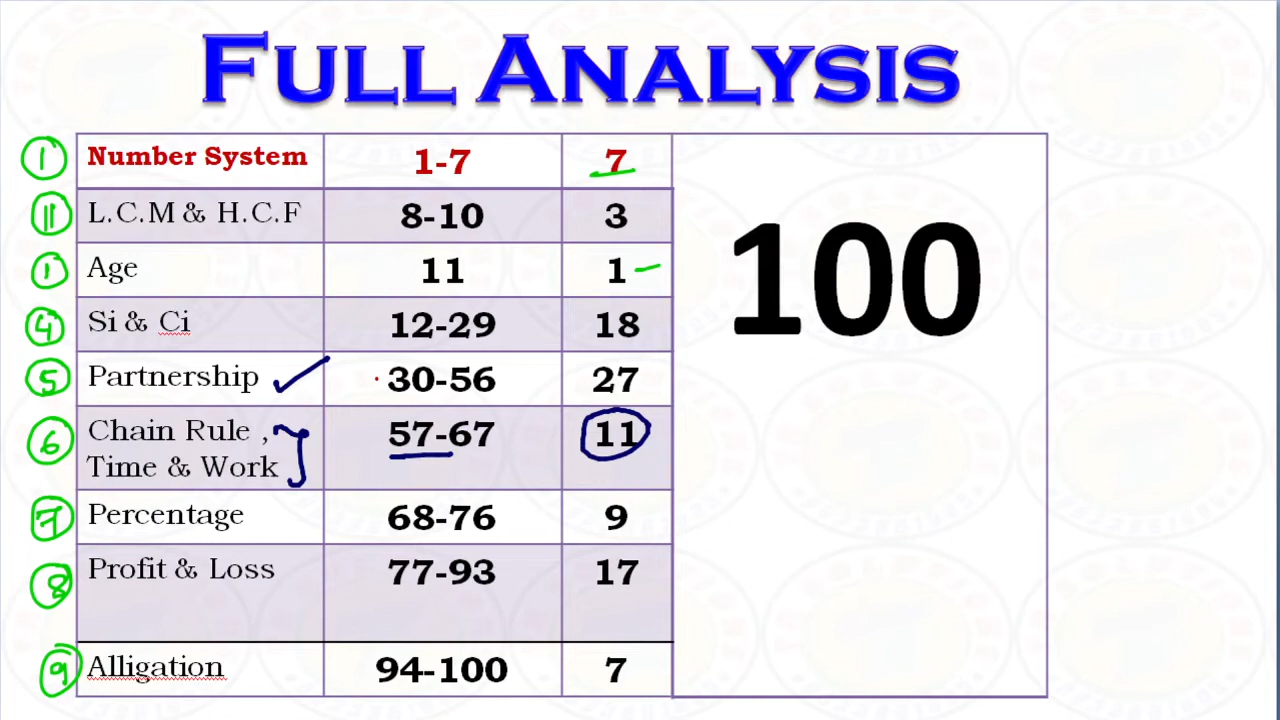 FULL ANALYSIS
① Number System 1-7 7
⑪ L.C.M & H.C.F 8-10 3
① Age 11 1
④ Si & Ci 12-29 18
⑤ Partnership 30-56 27
⑥ Chain Rule , 57-67 11
Time & Work
⑦ Percentage 68-76 9
⑧ Profit & Loss 77-93 17
⑨ Alligation 94-100 7
100